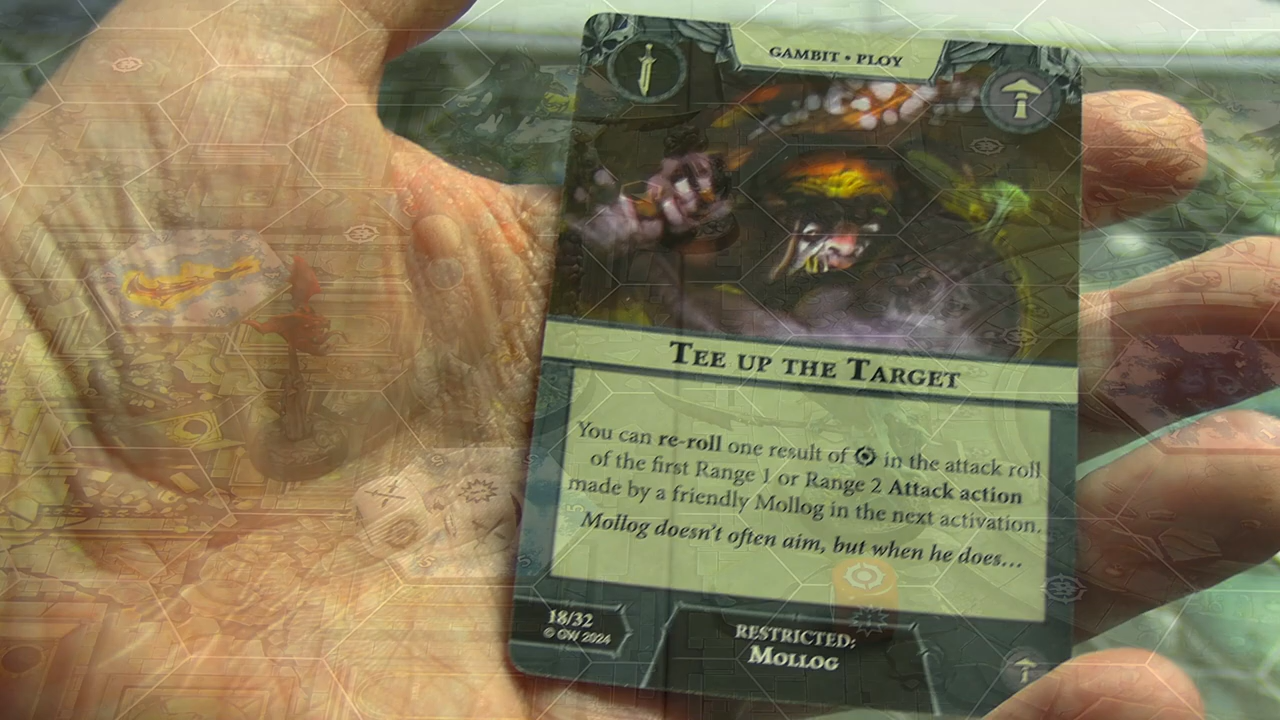 GAMBIT • PLOY
TEE UP THE TARGET
You can re-roll one result of in the attack roll
of the first Range 1 or Range 2 Attack action
made by a friendly Mollog in the next activation.
Mollog doesn't often aim, but when he does...
18/32
© GW 2024
RESTRICTED:
MOLLOG